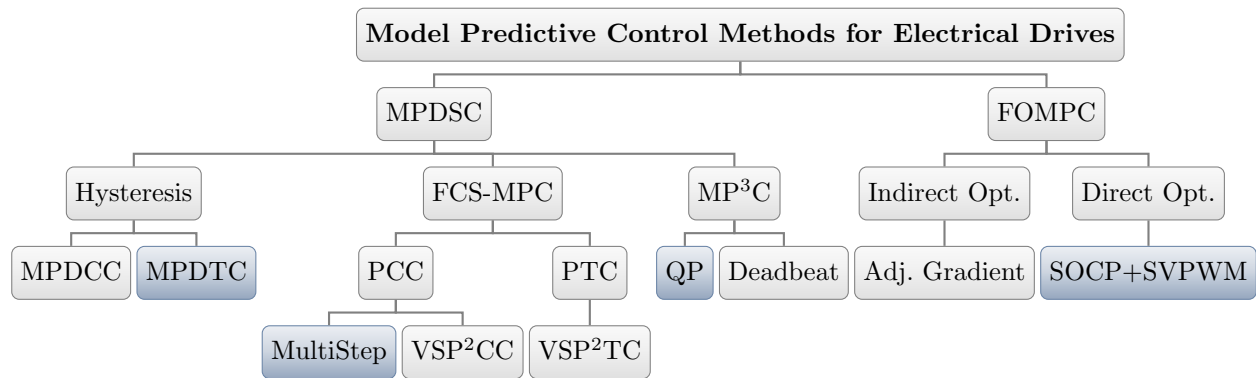 Model Predictive Control Methods for Electrical Drives
MPDSC
FOMPC
Hysteresis
FCS-MPC
MP³C
Indirect Opt.
Direct Opt.
MPDCC
MPDTC
PCC
PTC
QP
Deadbeat
Adj. Gradient
SOCP+SVPWM
MultiStep
VSP²CC
VSP²TC